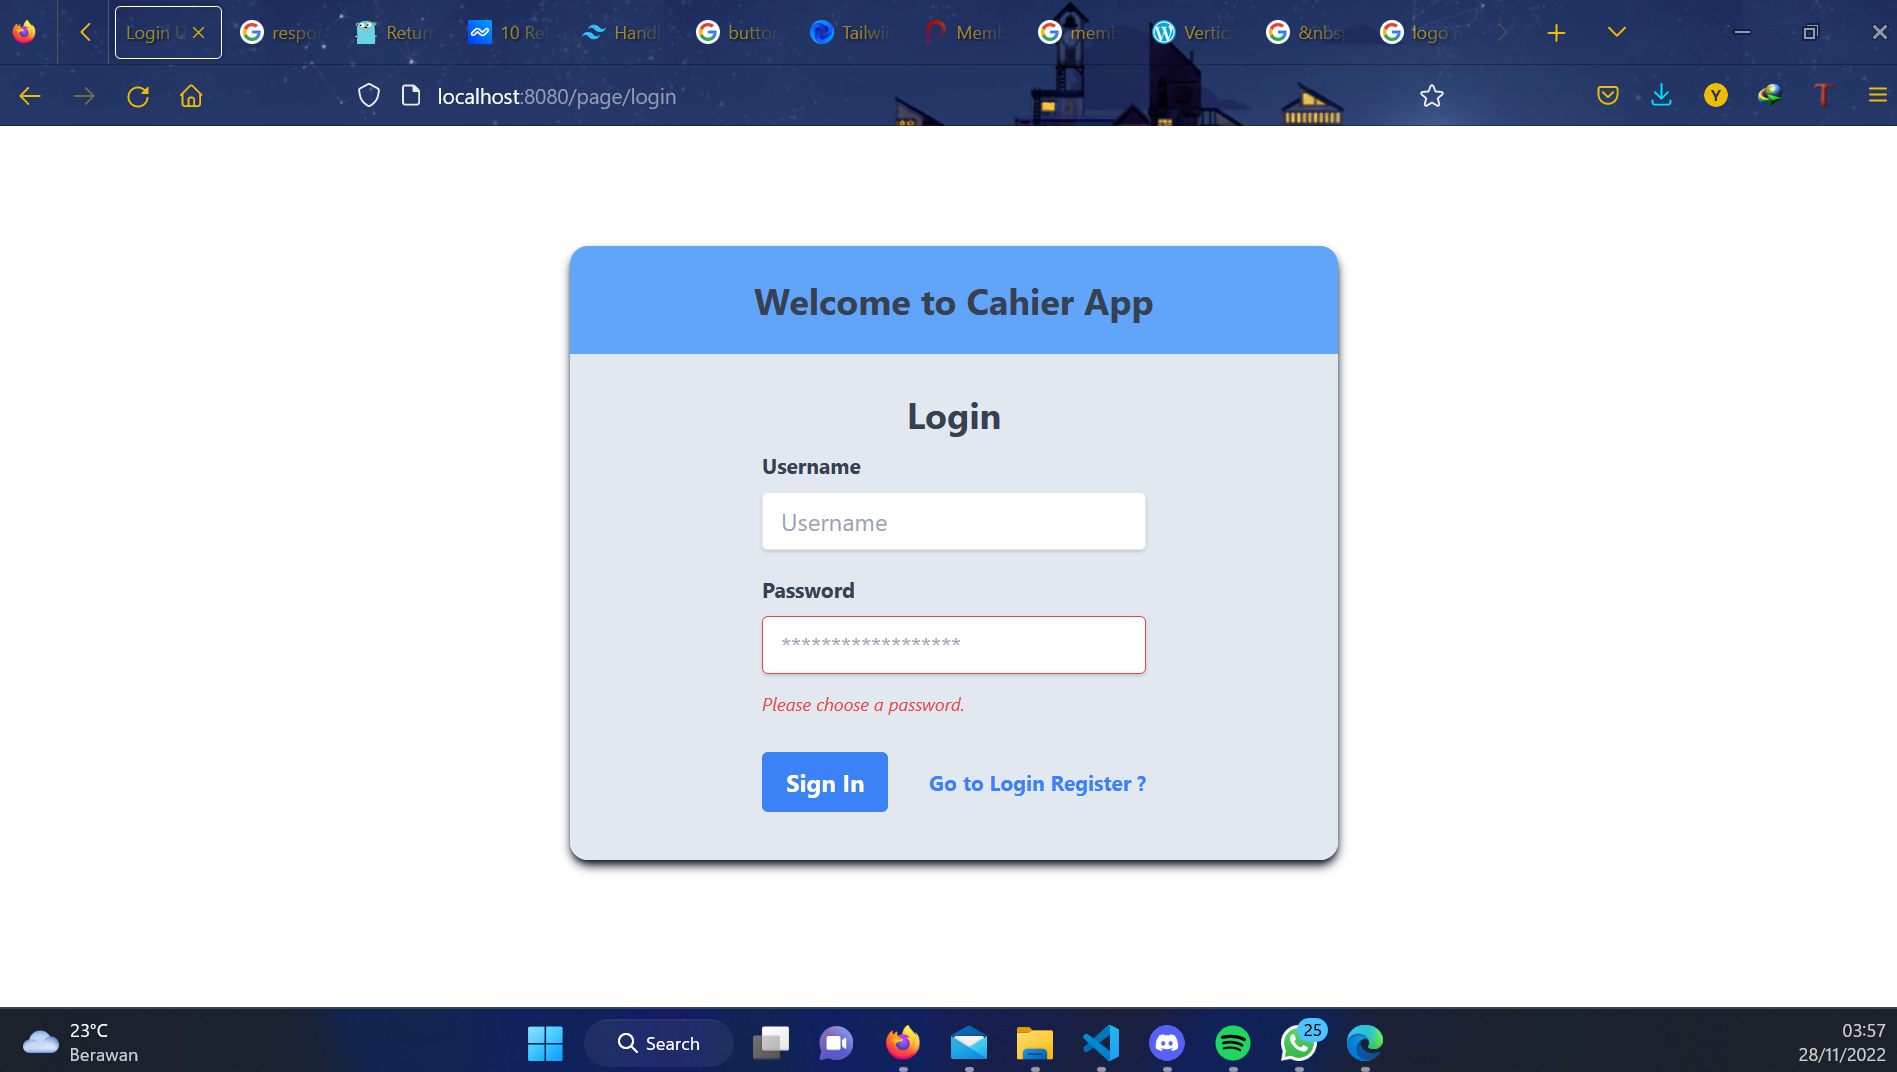 Login U
respo
Return
10 Rel
Handl
butto
Tailwi
Memb
memb
Vertic
&nbs
logo r
localhost:8080/page/login
Y
T
Welcome to Cahier App
Login
Username
Username
Password
******************
Please choose a password.
Sign In
Go to Login Register ?
23°C
Berawan
Search
25
03:57
28/11/2022